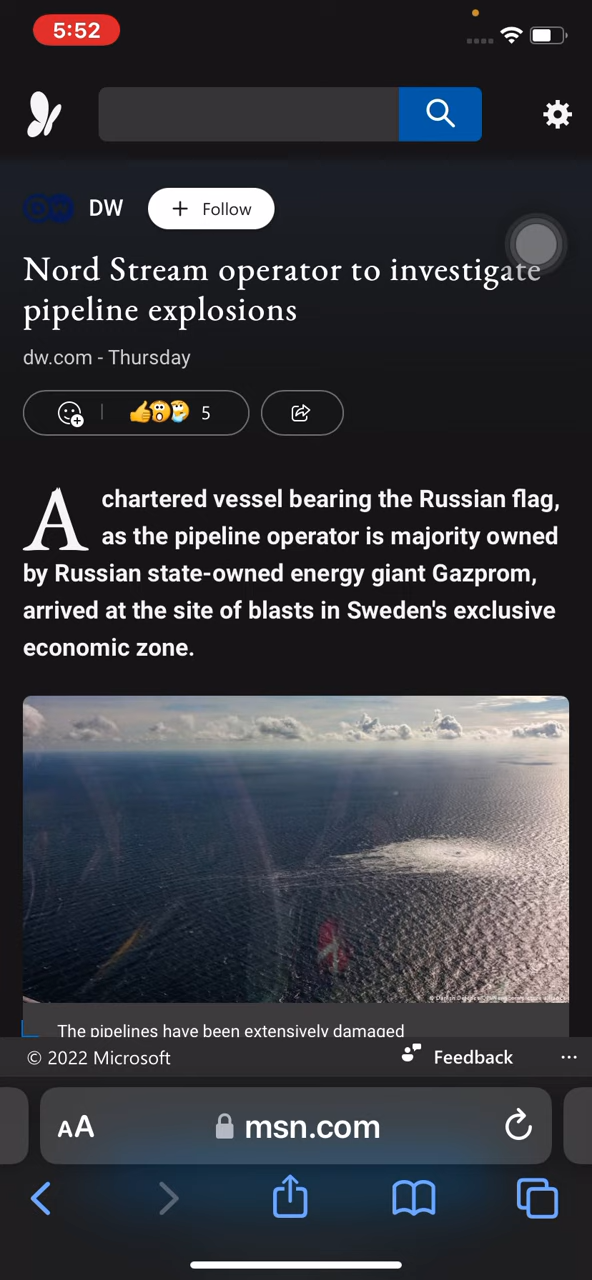 5:52
DW
+ Follow
Nord Stream operator to investigate
pipeline explosions
dw.com - Thursday
5
A chartered vessel bearing the Russian flag,
as the pipeline operator is majority owned
by Russian state-owned energy giant Gazprom,
arrived at the site of blasts in Sweden's exclusive
economic zone.
The pipelines have been extensively damaged
© 2022 Microsoft
Feedback
AA
msn.com